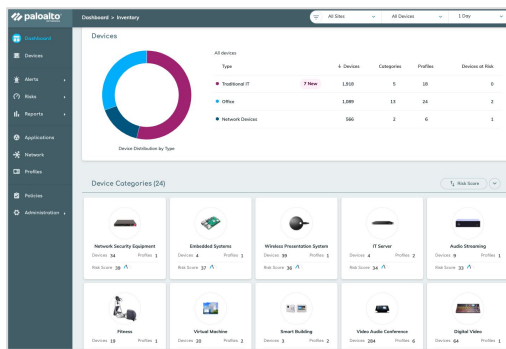 paloalto
Dashboard > Inventory
All Sites
All Devices
1 Day
Dashboard
Devices
Alerts
Risks
Reports
Applications
Network
Profiles
Policies
Administration
Devices
All devices
Type ↓ Devices Categories Profiles Devices at Risk
Traditional IT 7 New 1,918 5 18 0
Office 1,089 13 24 2
Network Devices 566 2 6 1
Device Distribution by Type
Device Categories (24)
Risk Score
Network Security Equipment
Devices 34 Profiles 1
Risk Score 39
Embedded Systems
Devices 4 Profiles 1
Risk Score 37
Wireless Presentation System
Devices 39 Profiles 1
Risk Score 36
IT Server
Devices 4 Profiles 2
Risk Score 34
Audio Streaming
Devices 9 Profiles 1
Risk Score 33
Fitness
Devices 19 Profiles 1
Virtual Machine
Devices 20 Profiles 2
Smart Building
Devices 3 Profiles 2
Video Audio Conference
Devices 284 Profiles 6
Digital Video
Devices 64 Profiles 1